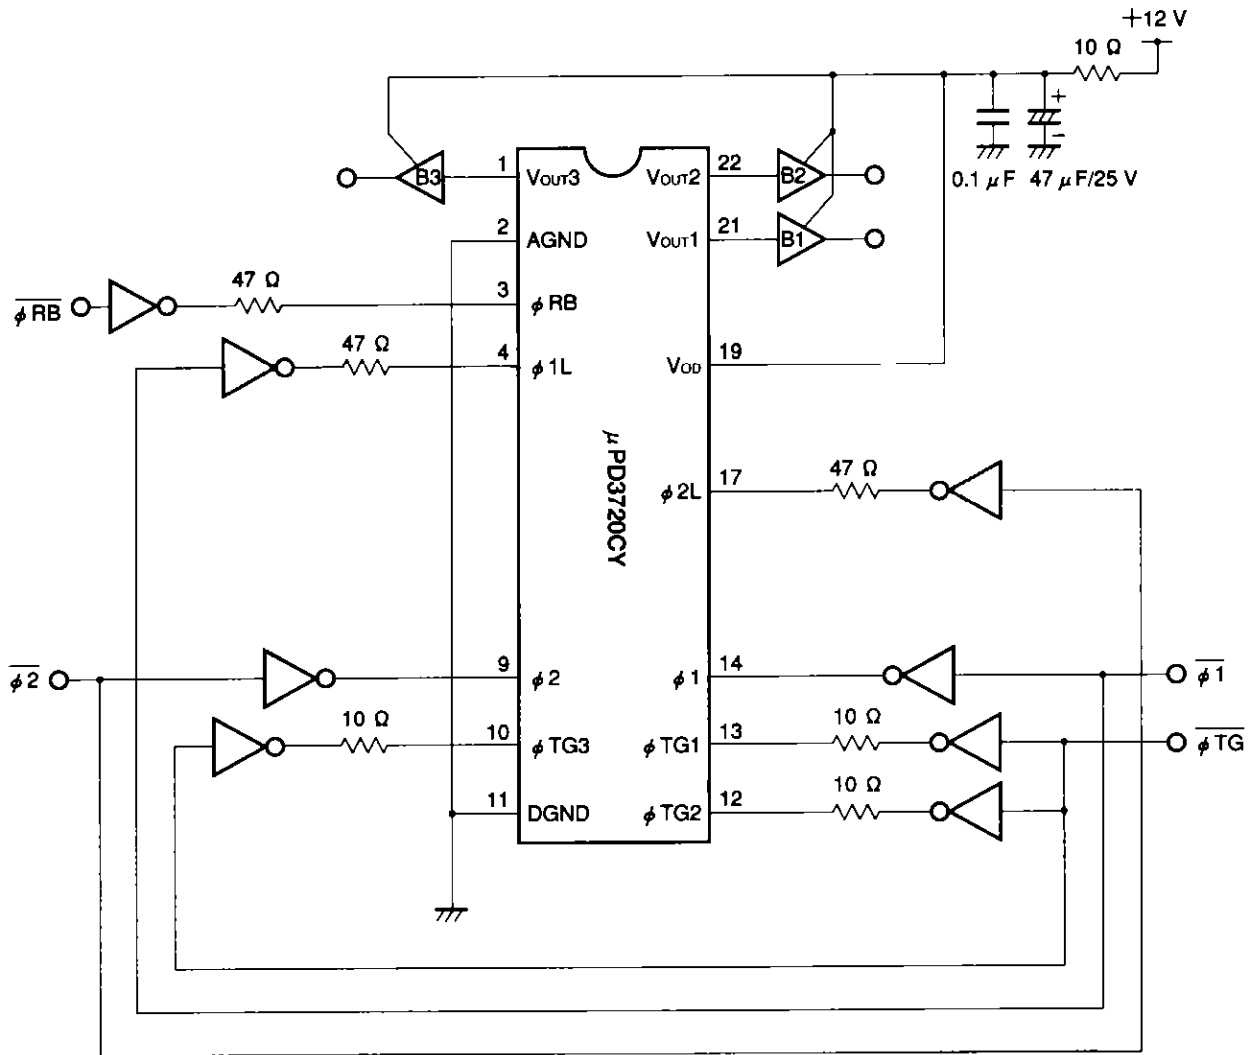 +12 V
10 Ω
+
−
0.1 μF 47 μF/25 V
B3
1
VOUT3
VOUT2
22
B2
2
AGND
VOUT1
21
B1
φRB
47 Ω
3
φRB
47 Ω
4
φ1L
VOD
19
μPD3720CY
φ2L
17
47 Ω
φ2
9
φ2
φ1
14
φ1
10 Ω
10
φTG3
φTG1
13
10 Ω
φTG
11
DGND
φTG2
12
10 Ω